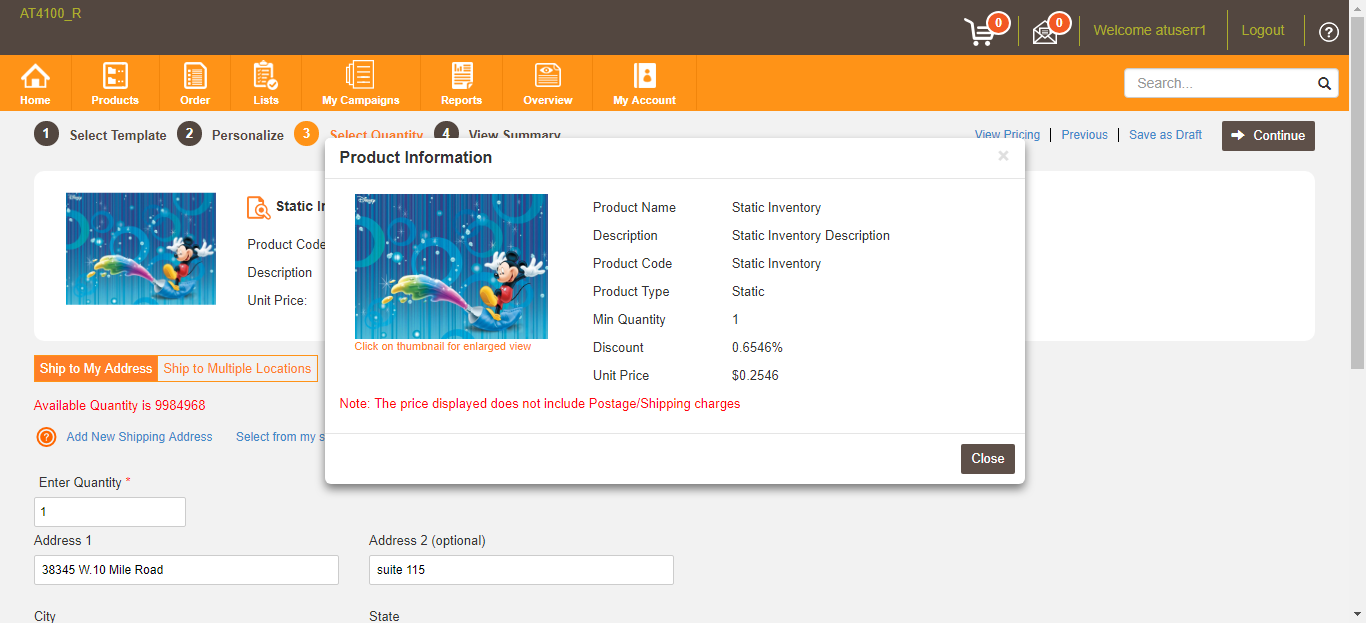 AT4100_R
0
0
Welcome atuserr1
Logout
?
Home
Products
Order
Lists
My Campaigns
Reports
Overview
My Account
Search...
1 Select Template
2 Personalize
3 Select Quantity
4 View Summary
View Pricing
Previous
Save as Draft
Continue
Product Information
×
Static I
Product Code
Description
Unit Price:
Disney
Click on thumbnail for enlarged view
Product Name Static Inventory
Description Static Inventory Description
Product Code Static Inventory
Product Type Static
Min Quantity 1
Discount 0.6546%
Unit Price $0.2546
Note: The price displayed does not include Postage/Shipping charges
Close
Ship to My Address
Ship to Multiple Locations
Available Quantity is 9984968
?
Add New Shipping Address
Select from my s
Enter Quantity *
1
Address 1
Address 2 (optional)
38345 W.10 Mile Road
suite 115
City
State